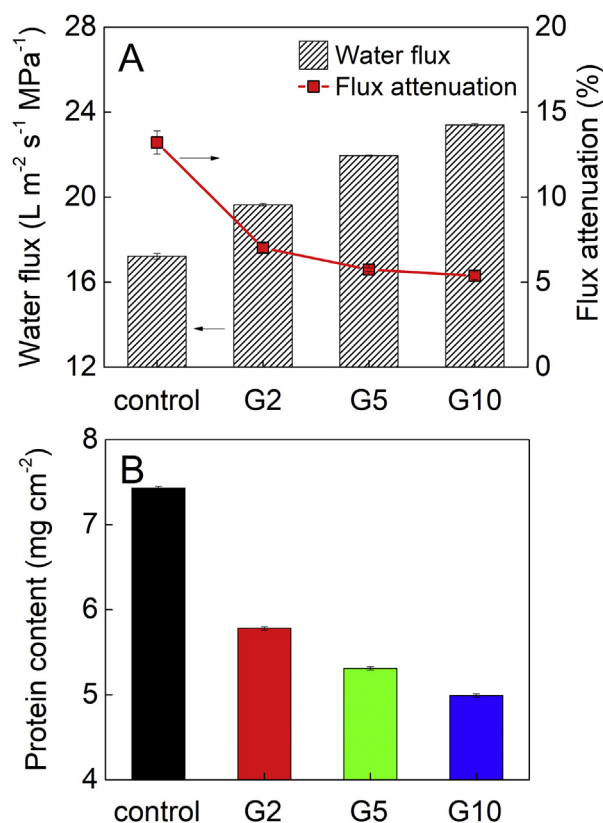 A
Water flux
Flux attenuation
Water flux (L m⁻² s⁻¹ MPa⁻¹)
28
24
20
16
12
Flux attenuation (%)
20
15
10
5
0
control G2 G5 G10
B
Protein content (mg cm⁻²)
8
7
6
5
4
control G2 G5 G10